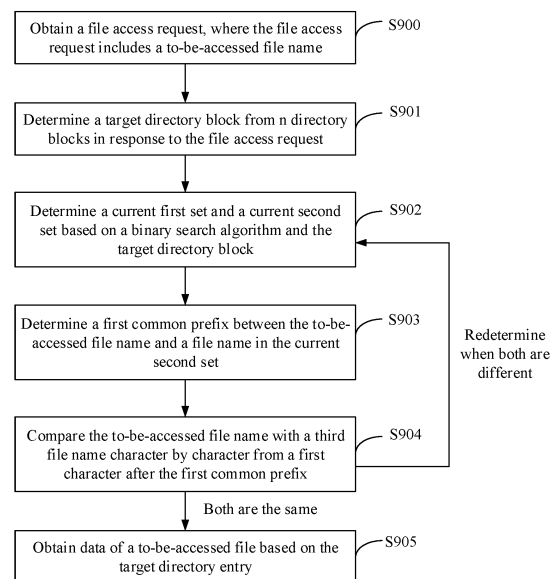 Obtain a file access request, where the file access
request includes a to-be-accessed file name
S900
Determine a target directory block from n directory
blocks in response to the file access request
S901
Determine a current first set and a current second
set based on a binary search algorithm and the
target directory block
S902
Determine a first common prefix between the to-be-
accessed file name and a file name in the current
second set
S903
Redetermine
when both are
different
Compare the to-be-accessed file name with a third
file name character by character from a first
character after the first common prefix
S904
Both are the same
Obtain data of a to-be-accessed file based on the
target directory entry
S905